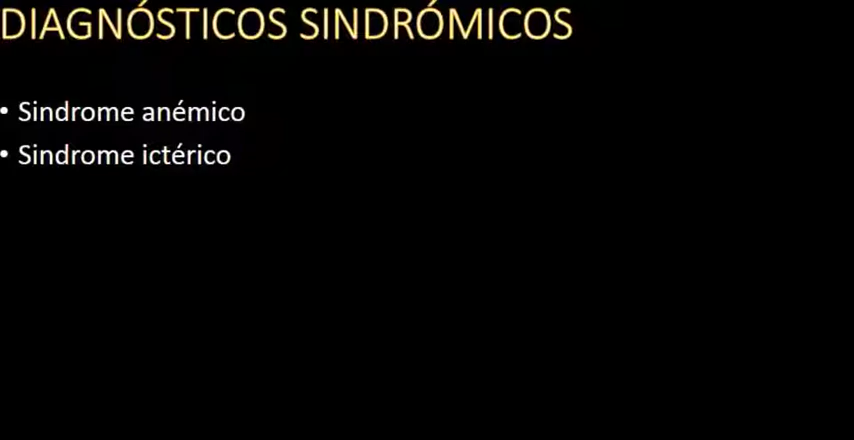 DIAGNÓSTICOS SINDRÓMICOS
• Sindrome anémico
• Sindrome ictérico